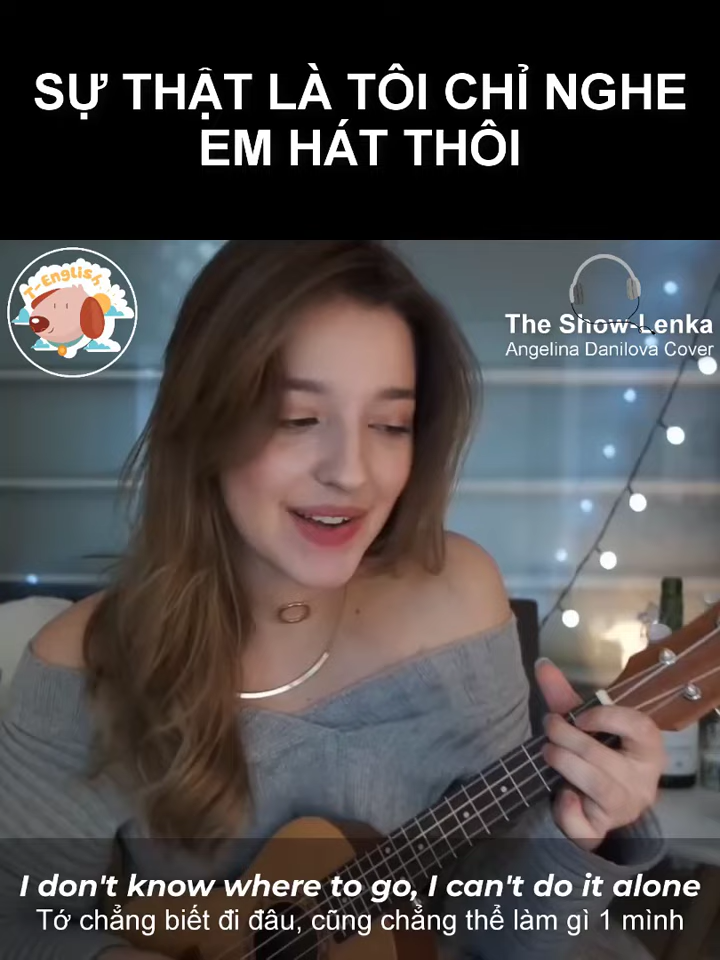 SỰ THẬT LÀ TÔI CHỈ NGHE
EM HÁT THÔI
T-English
The Show-Lenka
Angelina Danilova Cover
I don't know where to go, I can't do it alone
Tớ chẳng biết đi đâu, cũng chẳng thể làm gì 1 mình